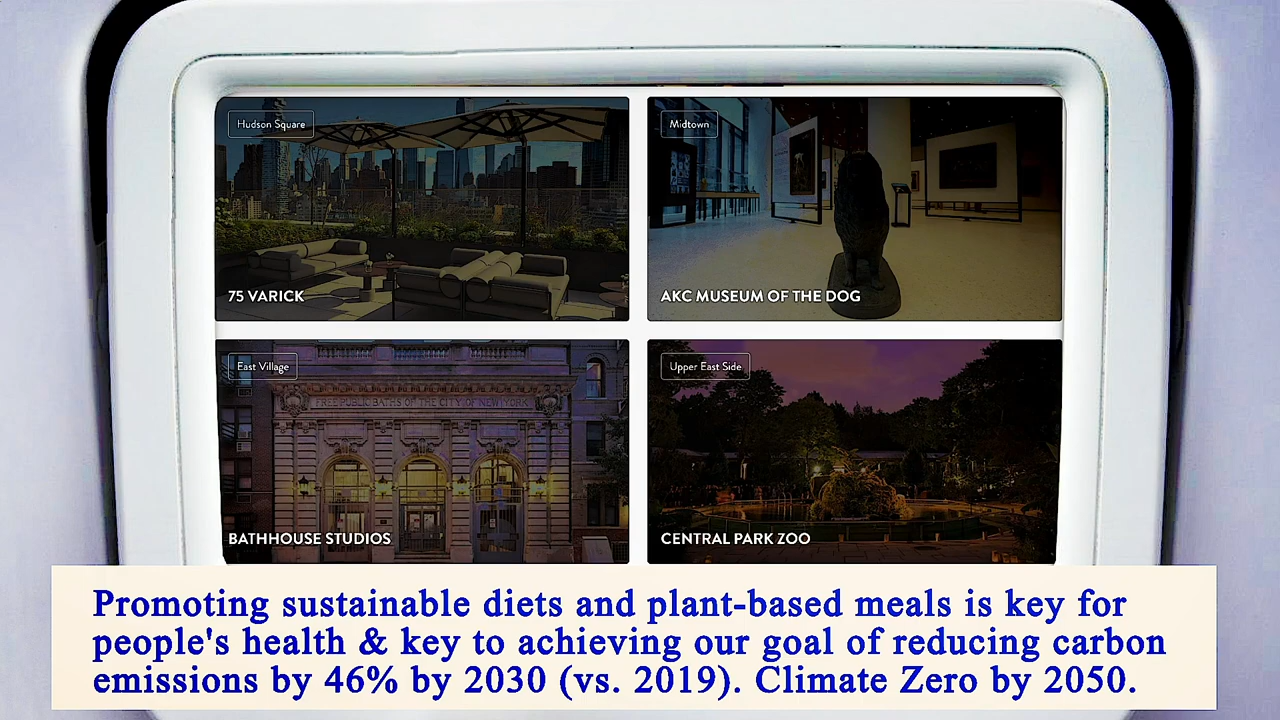 Hudson Square
75 VARICK
Midtown
AKC MUSEUM OF THE DOG
East Village
FREE PUBLIC BATHS OF THE CITY OF NEW YORK
BATHHOUSE STUDIOS
Upper East Side
CENTRAL PARK ZOO
Promoting sustainable diets and plant-based meals is key for
people's health & key to achieving our goal of reducing carbon
emissions by 46% by 2030 (vs. 2019). Climate Zero by 2050.